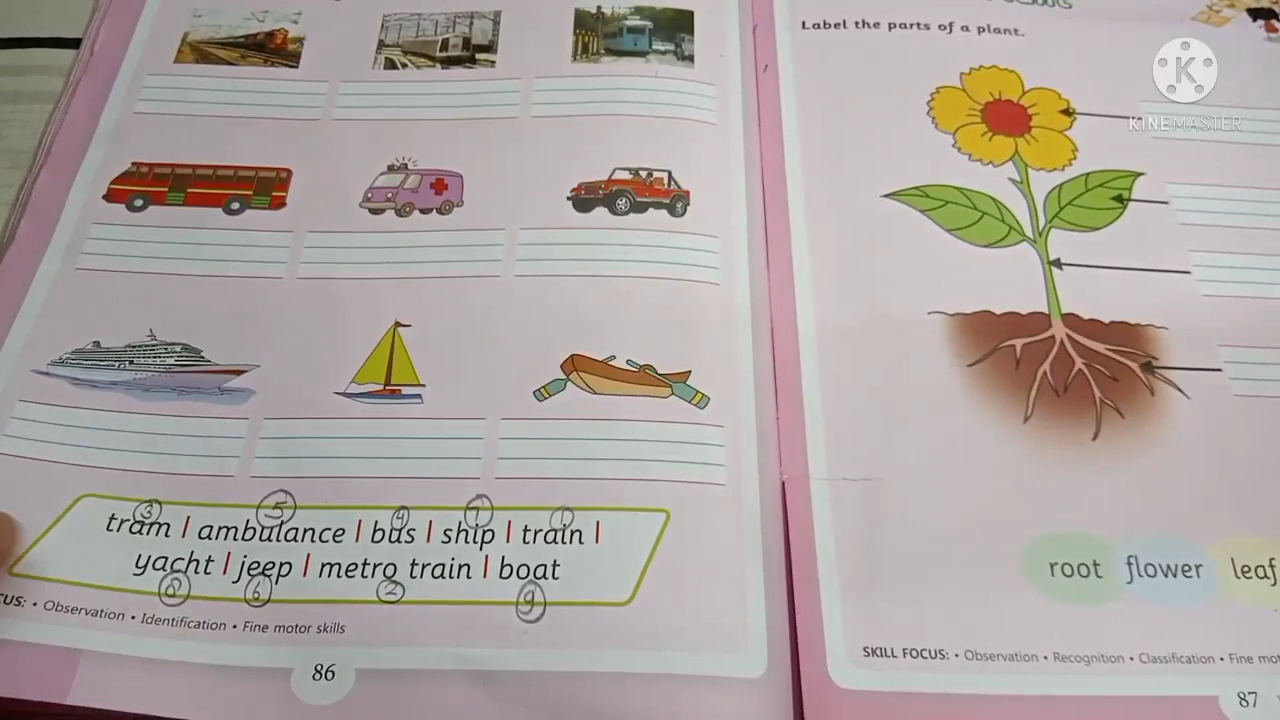 Label the parts of a plant.
K
KINEMASTER
3 5 4 7 1
tram | ambulance | bus | ship | train |
yacht | jeep | metro train | boat
8 6 2 9
CUS: • Observation • Identification • Fine motor skills
86
root flower leaf
SKILL FOCUS: • Observation • Recognition • Classification • Fine mot
87